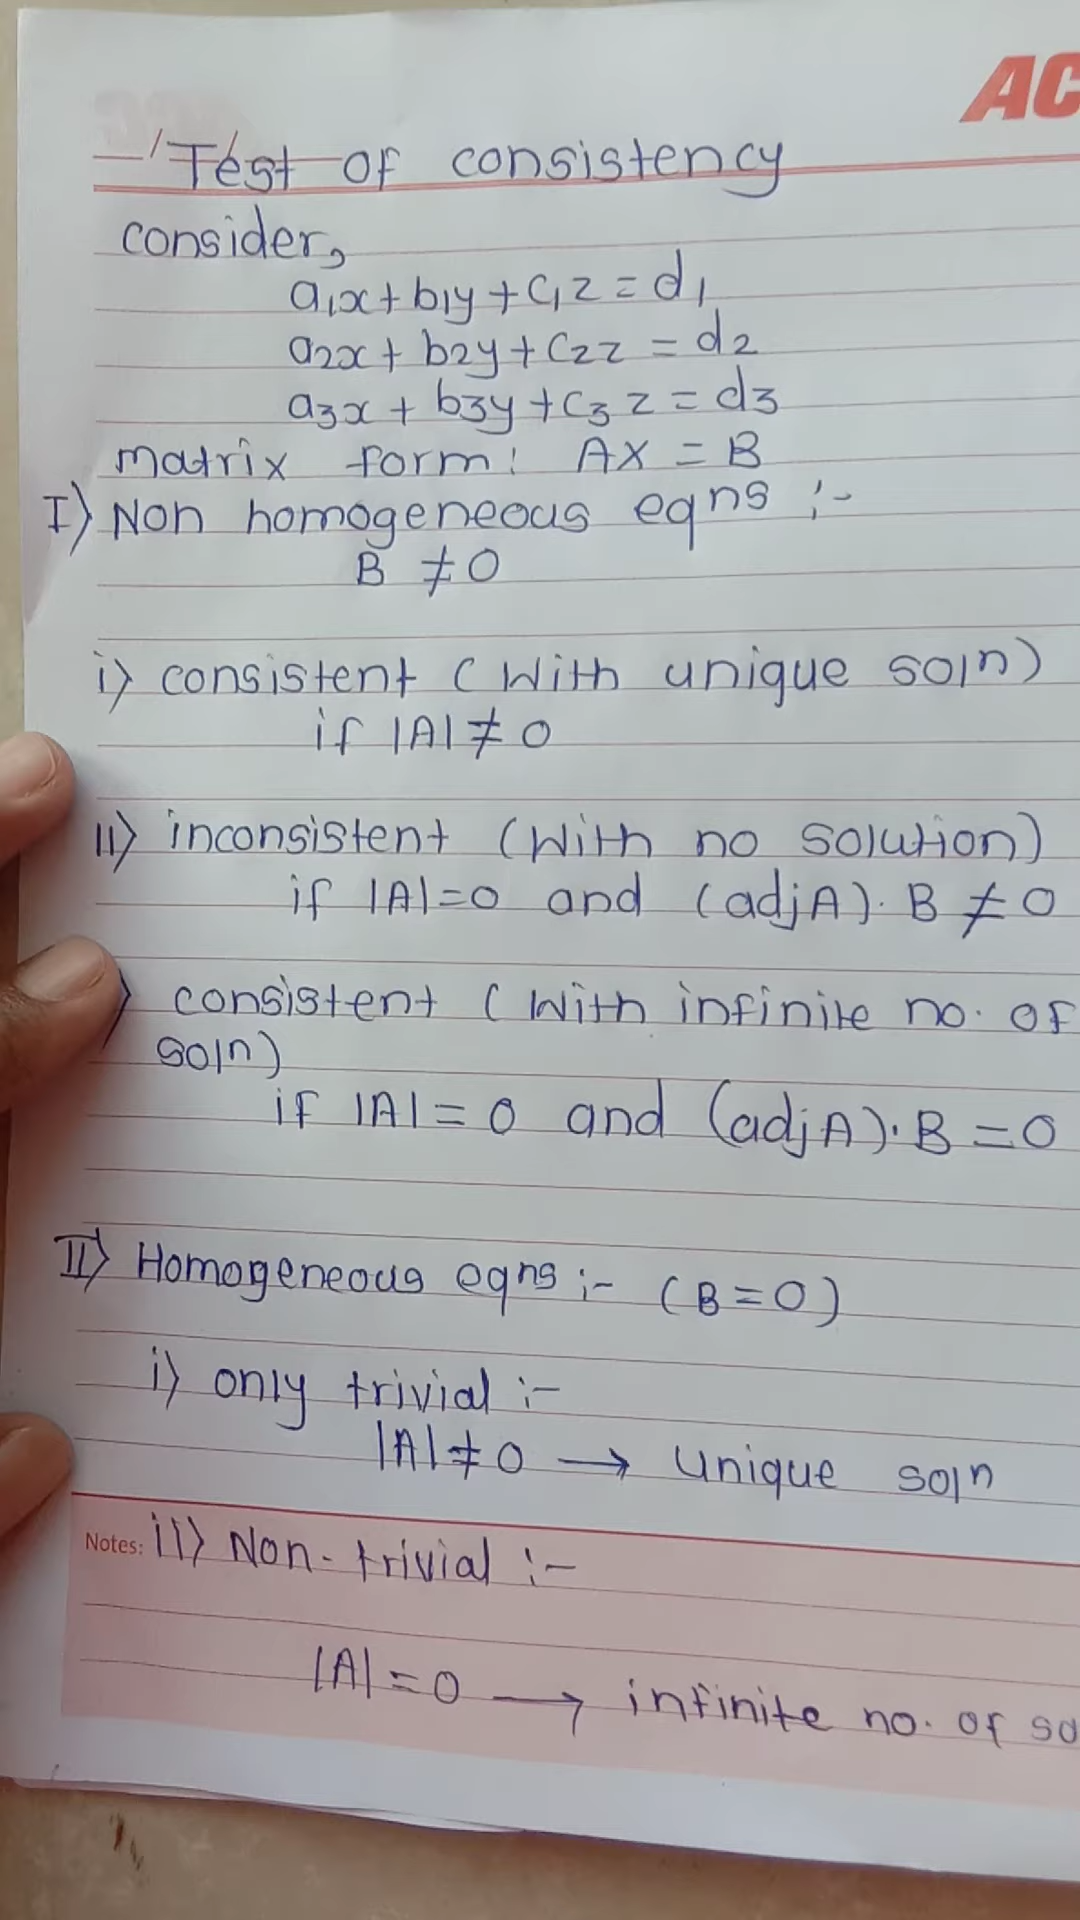 AC
Test of consistency
consider,
a1x + b1y + c1z = d1
a2x + b2y + c2z = d2
a3x + b3y + c3z = d3
matrix form: AX = B
I) Non homogeneous eqns :-
B ≠ 0
i) consistent (With unique soln)
if |A| ≠ 0
II) inconsistent (With no solution)
if |A| = 0 and (adjA). B ≠ 0
) consistent (With infinite no. of
soln)
if |A| = 0 and (adjA). B = 0
II) Homogeneous eqns :- (B = 0)
i) only trivial :-
|A| ≠ 0 → unique soln
Notes: ii) Non-trivial :-
|A| = 0 → infinite no. of so